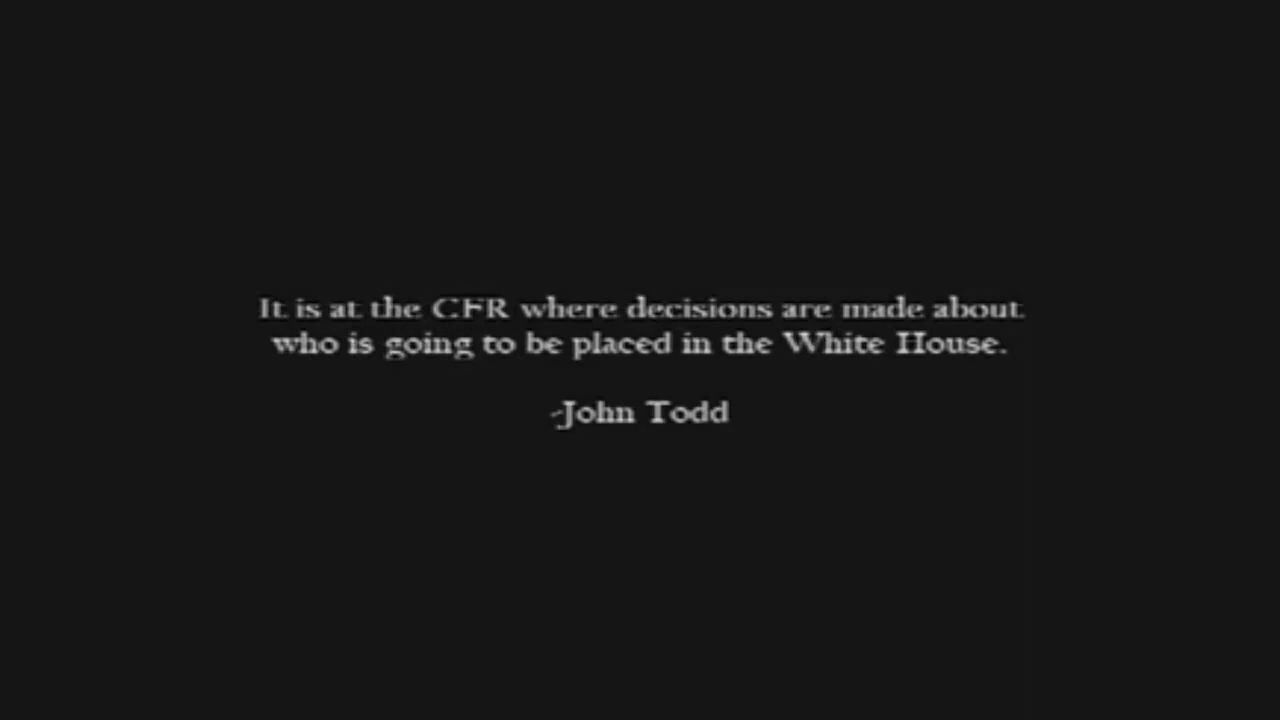 It is at the CFR where decisions are made about
who is going to be placed in the White House.
-John Todd